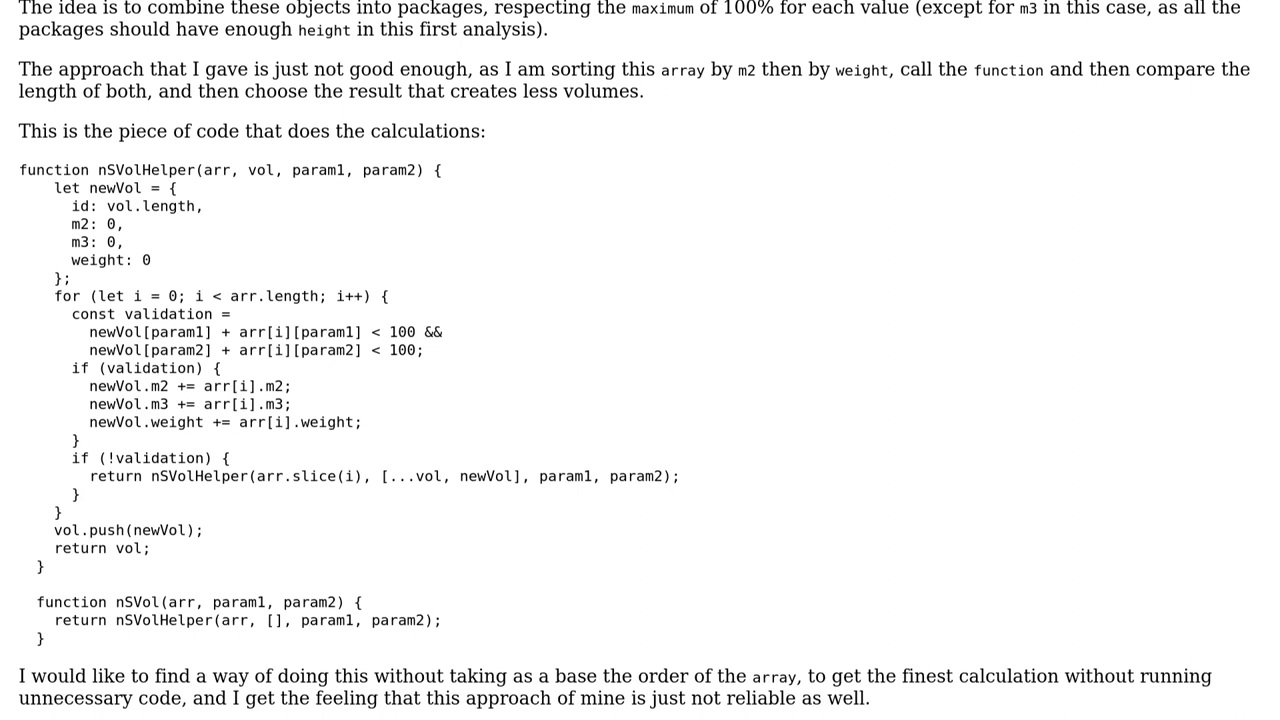 The idea is to combine these objects into packages, respecting the maximum of 100% for each value (except for m3 in this case, as all the
packages should have enough height in this first analysis).
The approach that I gave is just not good enough, as I am sorting this array by m2 then by weight, call the function and then compare the
length of both, and then choose the result that creates less volumes.
This is the piece of code that does the calculations:
function nSVolHelper(arr, vol, param1, param2) {
    let newVol = {
      id: vol.length,
      m2: 0,
      m3: 0,
      weight: 0
    };
    for (let i = 0; i < arr.length; i++) {
      const validation =
        newVol[param1] + arr[i][param1] < 100 &&
        newVol[param2] + arr[i][param2] < 100;
      if (validation) {
        newVol.m2 += arr[i].m2;
        newVol.m3 += arr[i].m3;
        newVol.weight += arr[i].weight;
      }
      if (!validation) {
        return nSVolHelper(arr.slice(i), [...vol, newVol], param1, param2);
      }
    }
    vol.push(newVol);
    return vol;
  }
  function nSVol(arr, param1, param2) {
    return nSVolHelper(arr, [], param1, param2);
  }
I would like to find a way of doing this without taking as a base the order of the array, to get the finest calculation without running
unnecessary code, and I get the feeling that this approach of mine is just not reliable as well.